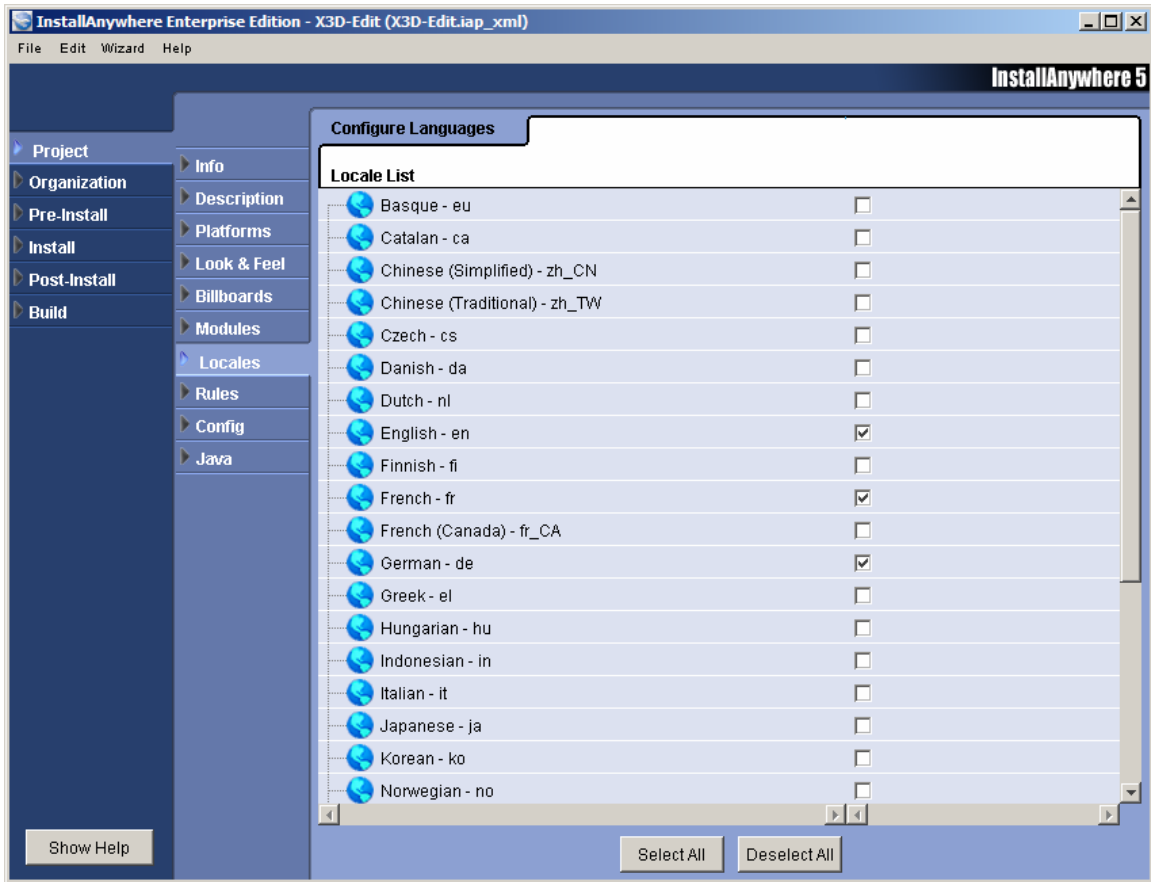 InstallAnywhere Enterprise Edition - X3D-Edit (X3D-Edit.iap_xml)
File Edit Wizard Help
InstallAnywhere 5
Project
Organization
Pre-Install
Install
Post-Install
Build
Info
Description
Platforms
Look & Feel
Billboards
Modules
Locales
Rules
Config
Java
Configure Languages
Locale List
Basque - eu
Catalan - ca
Chinese (Simplified) - zh_CN
Chinese (Traditional) - zh_TW
Czech - cs
Danish - da
Dutch - nl
English - en
Finnish - fi
French - fr
French (Canada) - fr_CA
German - de
Greek - el
Hungarian - hu
Indonesian - in
Italian - it
Japanese - ja
Korean - ko
Norwegian - no
Show Help
Select All
Deselect All